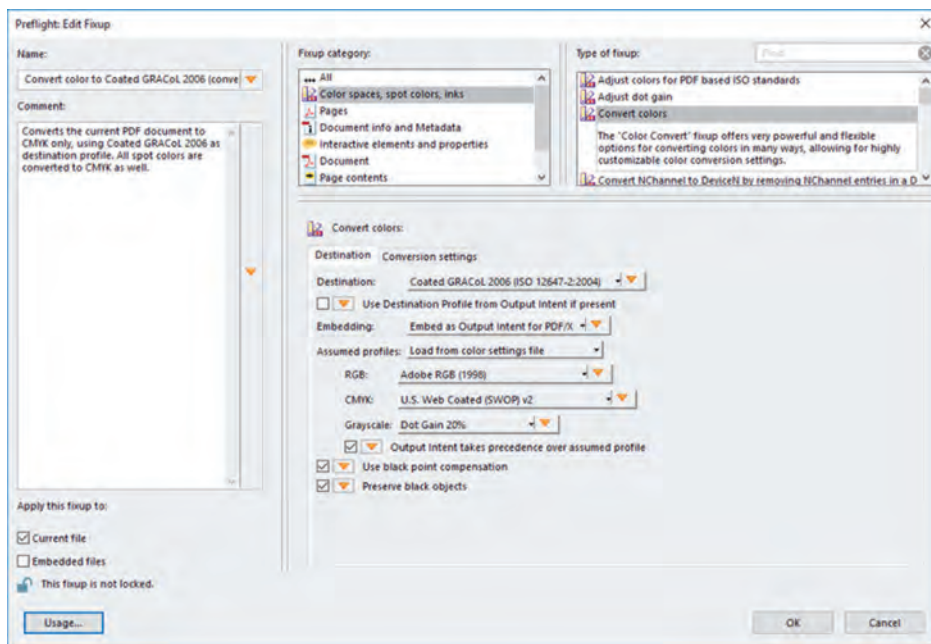 Preflight: Edit Fixup
Name:
Convert color to Coated GRACoL 2006 (conve
Comment:
Converts the current PDF document to
CMYK only, using Coated GRACoL 2006 as
destination profile. All spot colors are
converted to CMYK as well.
Apply this fixup to:
Current file
Embedded files
This fixup is not locked.
Usage...
Fixup category:
All
Color spaces, spot colors, inks
Pages
Document info and Metadata
Interactive elements and properties
Document
Page contents
Type of fixup:
Find
Adjust colors for PDF based ISO standards
Adjust dot gain
Convert colors
The 'Color Convert' fixup offers very powerful and flexible
options for converting colors in many ways, allowing for highly
customizable color conversion settings.
Convert NChannel to DeviceN by removing NChannel entries in a D
Convert colors:
Destination Conversion settings
Destination: Coated GRACoL 2006 (ISO 12647-2:2004)
Use Destination Profile from Output Intent if present
Embedding: Embed as Output Intent for PDF/X
Assumed profiles: Load from color settings file
RGB: Adobe RGB (1998)
CMYK: U.S. Web Coated (SWOP) v2
Grayscale: Dot Gain 20%
Output Intent takes precedence over assumed profile
Use black point compensation
Preserve black objects
OK Cancel